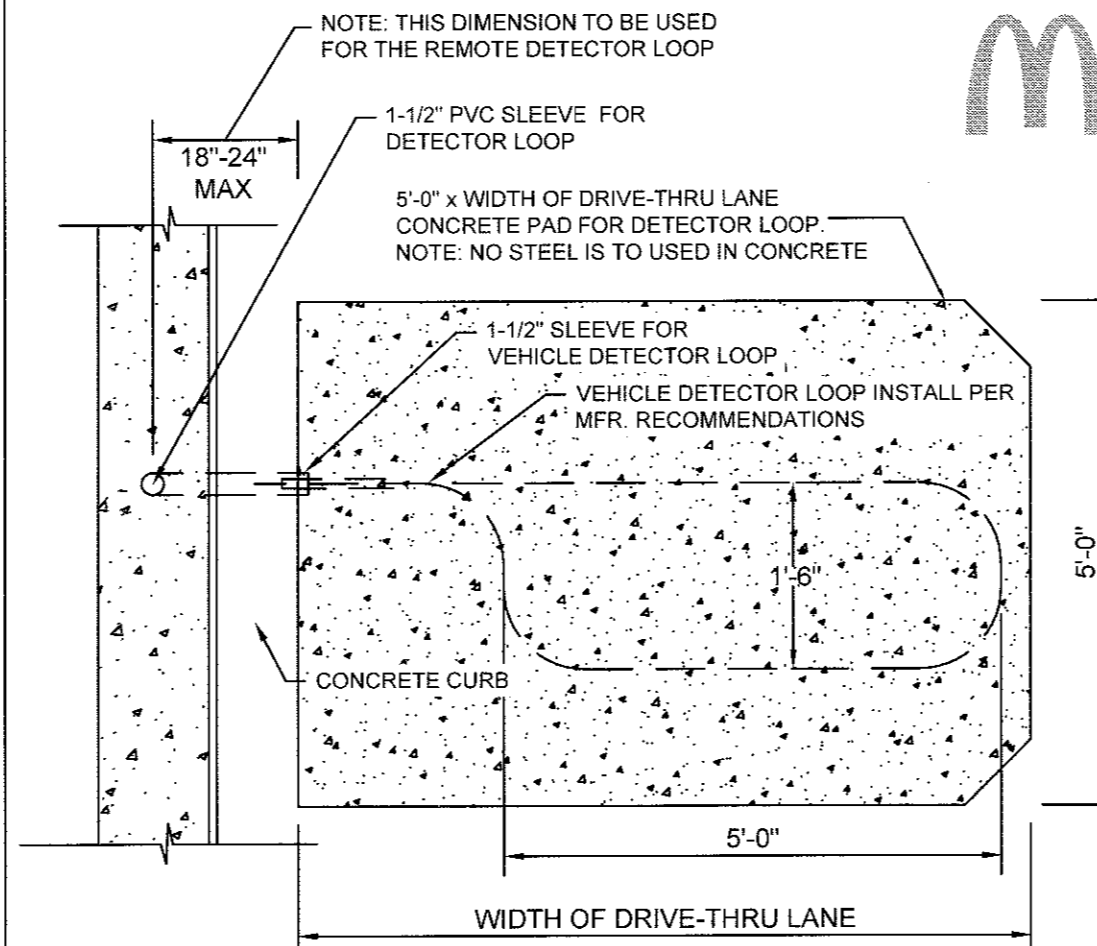 NOTE: THIS DIMENSION TO BE USED
FOR THE REMOTE DETECTOR LOOP
1-1/2" PVC SLEEVE FOR
DETECTOR LOOP
18"-24"
MAX
5'-0" x WIDTH OF DRIVE-THRU LANE
CONCRETE PAD FOR DETECTOR LOOP.
NOTE: NO STEEL IS TO USED IN CONCRETE
1-1/2" SLEEVE FOR
VEHICLE DETECTOR LOOP
VEHICLE DETECTOR LOOP INSTALL PER
MFR. RECOMMENDATIONS
1'-6"
5'-0"
CONCRETE CURB
5'-0"
WIDTH OF DRIVE-THRU LANE